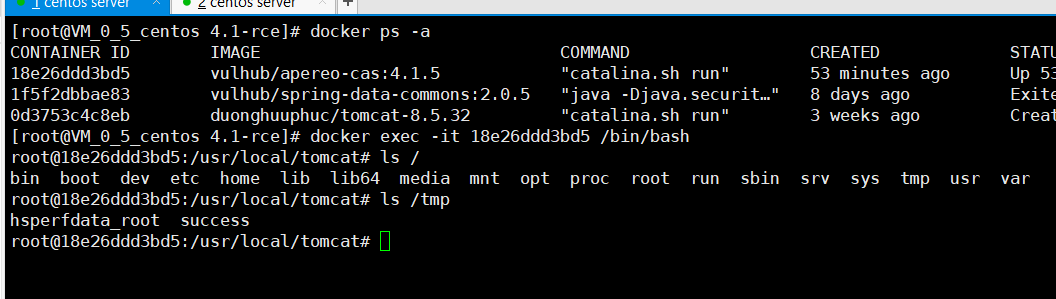 1 centos server × 2 centos server × +
[root@VM_0_5_centos 4.1-rce]# docker ps -a
CONTAINER ID IMAGE COMMAND CREATED STATU
18e26ddd3bd5 vulhub/apereo-cas:4.1.5 "catalina.sh run" 53 minutes ago Up 53
1f5f2dbbae83 vulhub/spring-data-commons:2.0.5 "java -Djava.securit…" 8 days ago Exite
0d3753c4c8eb duonghuuphuc/tomcat-8.5.32 "catalina.sh run" 3 weeks ago Creat
[root@VM_0_5_centos 4.1-rce]# docker exec -it 18e26ddd3bd5 /bin/bash
root@18e26ddd3bd5:/usr/local/tomcat# ls /
bin boot dev etc home lib lib64 media mnt opt proc root run sbin srv sys tmp usr var
root@18e26ddd3bd5:/usr/local/tomcat# ls /tmp
hsperfdata_root success
root@18e26ddd3bd5:/usr/local/tomcat#